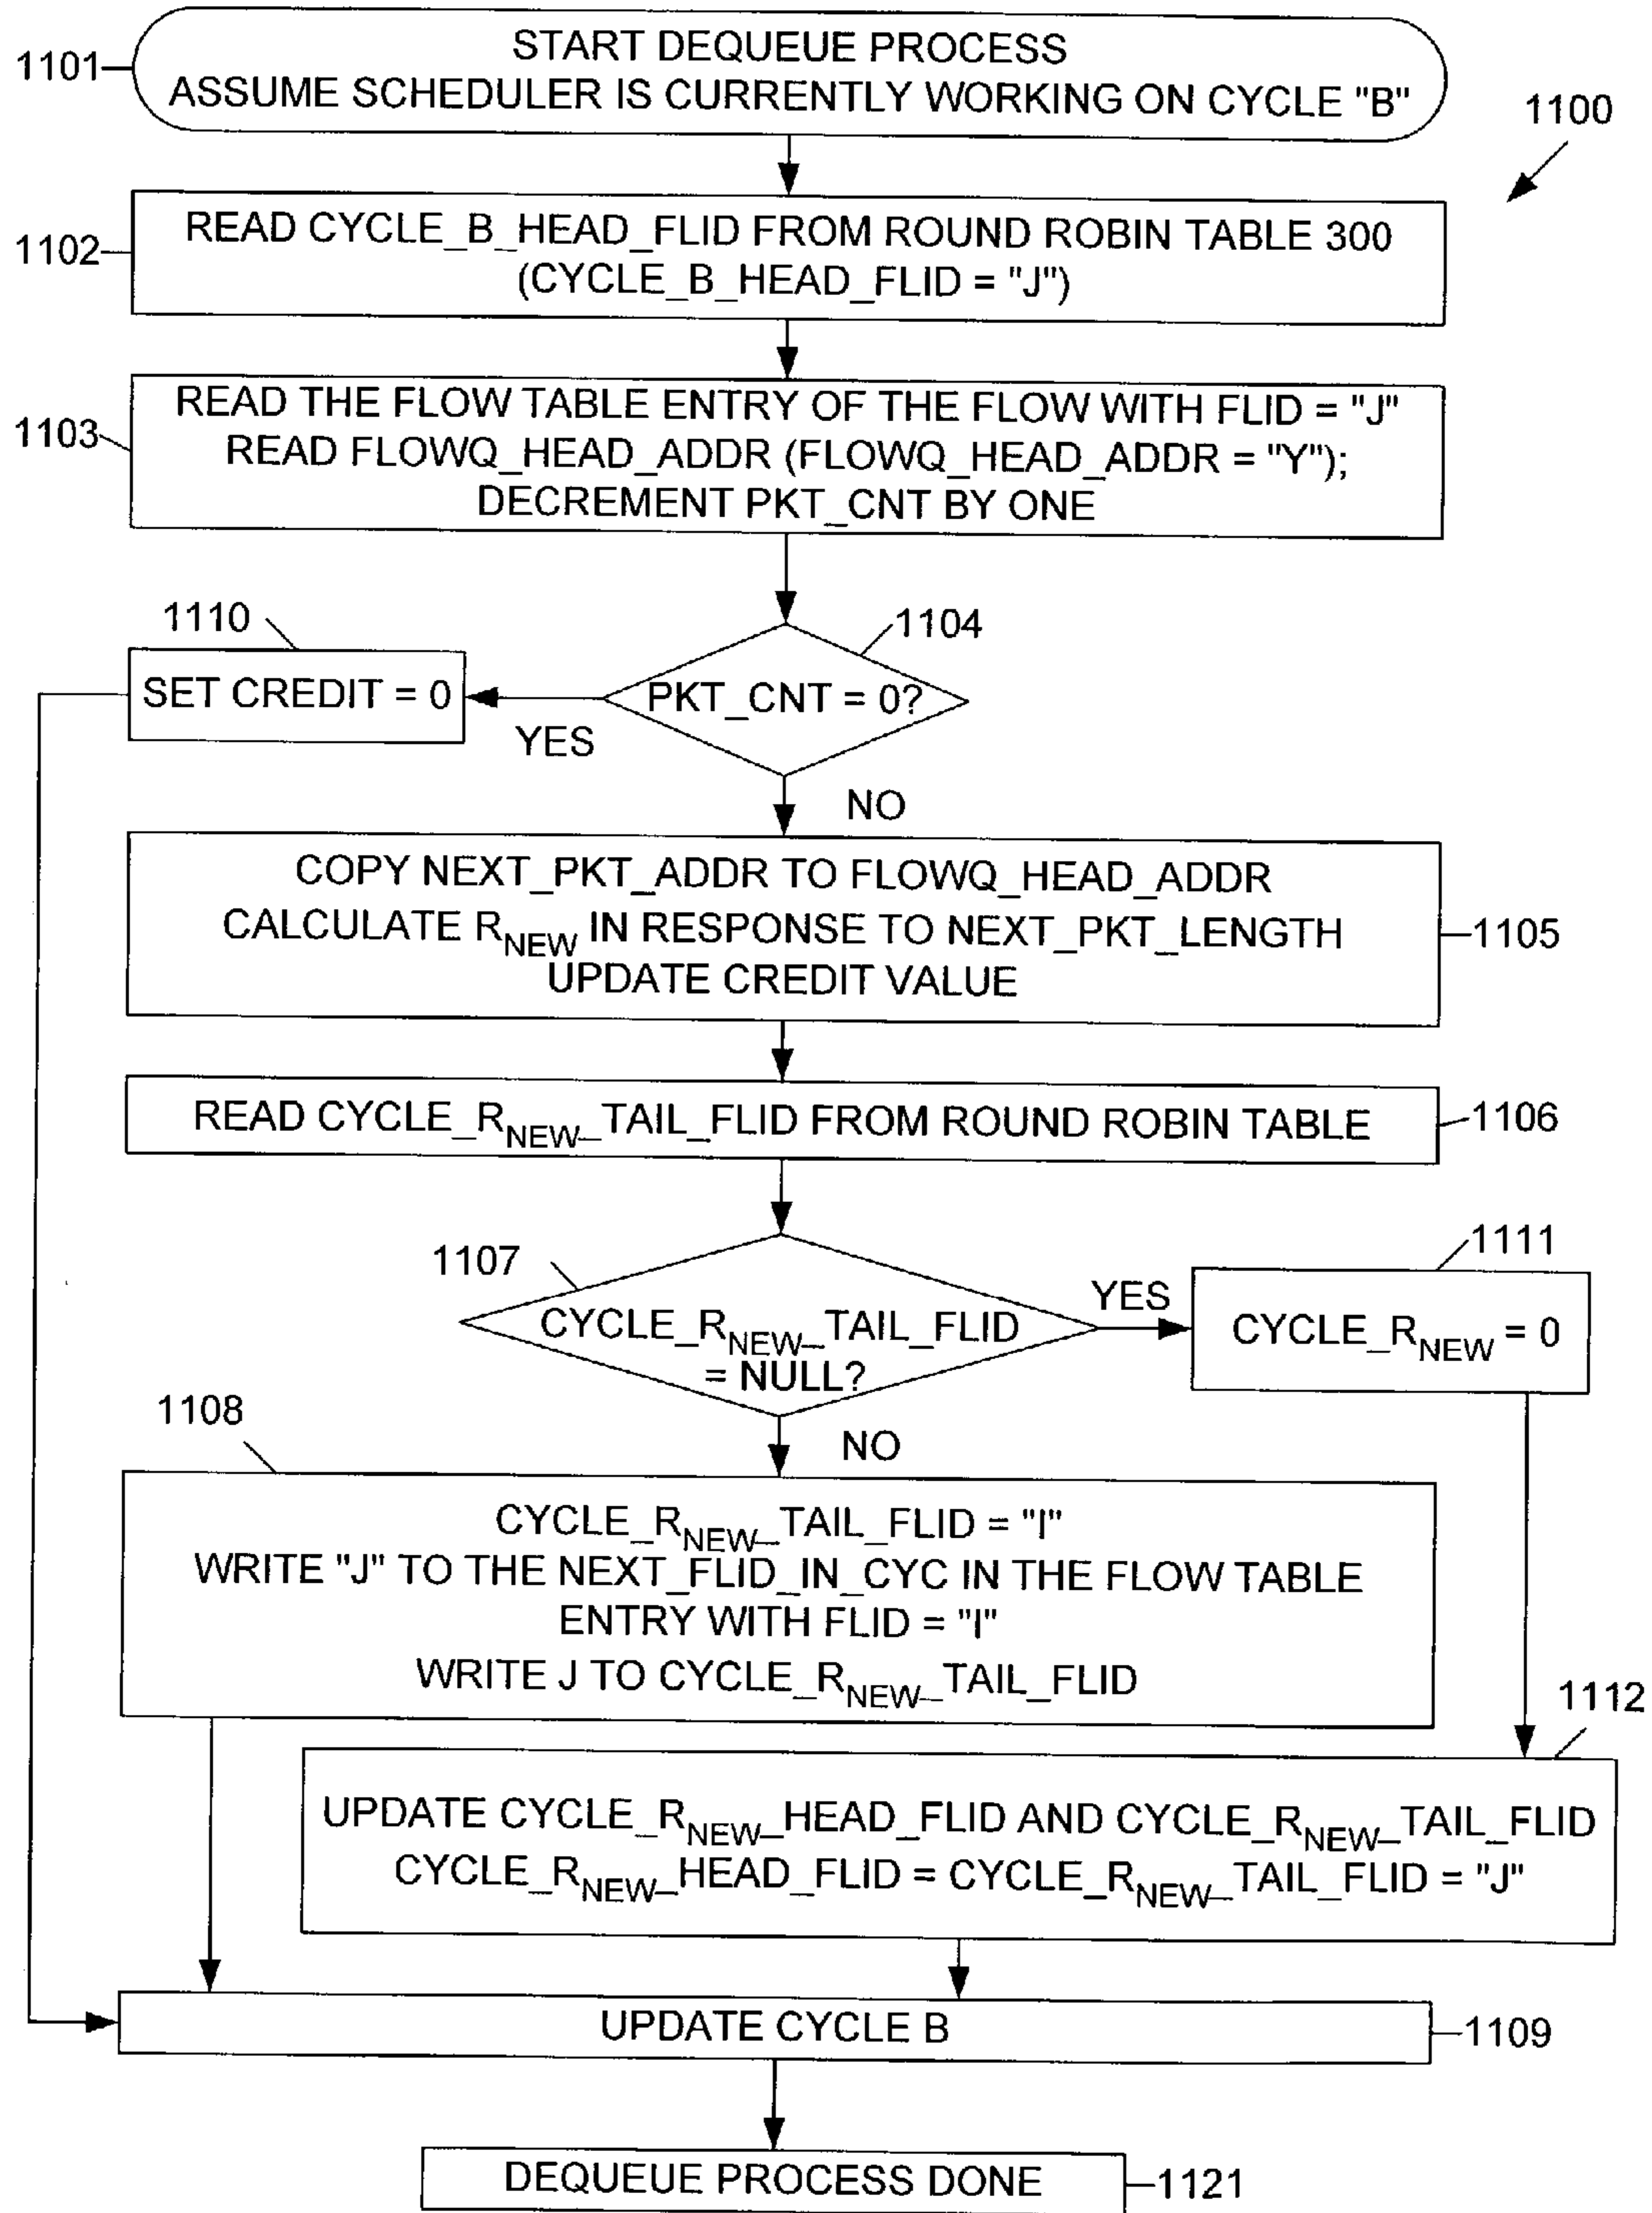 START DEQUEUE PROCESS
ASSUME SCHEDULER IS CURRENTLY WORKING ON CYCLE "B"
1101
1100
READ CYCLE_B_HEAD_FLID FROM ROUND ROBIN TABLE 300
(CYCLE_B_HEAD_FLID = "J")
1102
READ THE FLOW TABLE ENTRY OF THE FLOW WITH FLID = "J"
READ FLOWQ_HEAD_ADDR (FLOWQ_HEAD_ADDR = "Y");
DECREMENT PKT_CNT BY ONE
1103
1110
1104
SET CREDIT = 0
PKT_CNT = 0?
YES
NO
COPY NEXT_PKT_ADDR TO FLOWQ_HEAD_ADDR
CALCULATE RNEW IN RESPONSE TO NEXT_PKT_LENGTH
UPDATE CREDIT VALUE
1105
READ CYCLE_RNEW_TAIL_FLID FROM ROUND ROBIN TABLE
1106
1107
CYCLE_RNEW_TAIL_FLID
= NULL?
YES
1111
CYCLE_RNEW = 0
NO
1108
CYCLE_RNEW_TAIL_FLID = "I"
WRITE "J" TO THE NEXT_FLID_IN_CYC IN THE FLOW TABLE
ENTRY WITH FLID = "I"
WRITE J TO CYCLE_RNEW_TAIL_FLID
1112
UPDATE CYCLE_RNEW_HEAD_FLID AND CYCLE_RNEW_TAIL_FLID
CYCLE_RNEW_HEAD_FLID = CYCLE_RNEW_TAIL_FLID = "J"
UPDATE CYCLE B
1109
DEQUEUE PROCESS DONE
1121